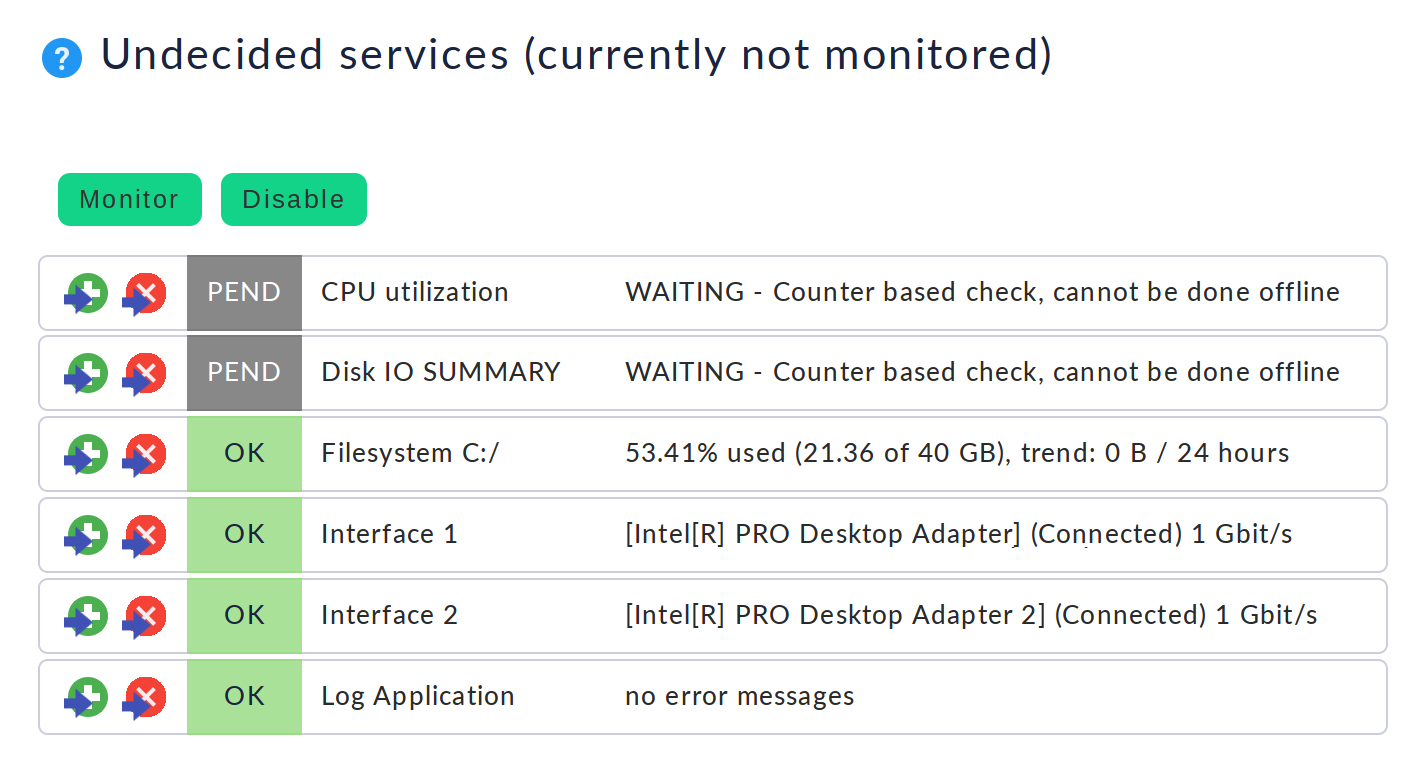 ? Undecided services (currently not monitored)
Monitor Disable
PEND CPU utilization WAITING - Counter based check, cannot be done offline
PEND Disk IO SUMMARY WAITING - Counter based check, cannot be done offline
OK Filesystem C:/ 53.41% used (21.36 of 40 GB), trend: 0 B / 24 hours
OK Interface 1 [Intel[R] PRO Desktop Adapter] (Connected) 1 Gbit/s
OK Interface 2 [Intel[R] PRO Desktop Adapter 2] (Connected) 1 Gbit/s
OK Log Application no error messages